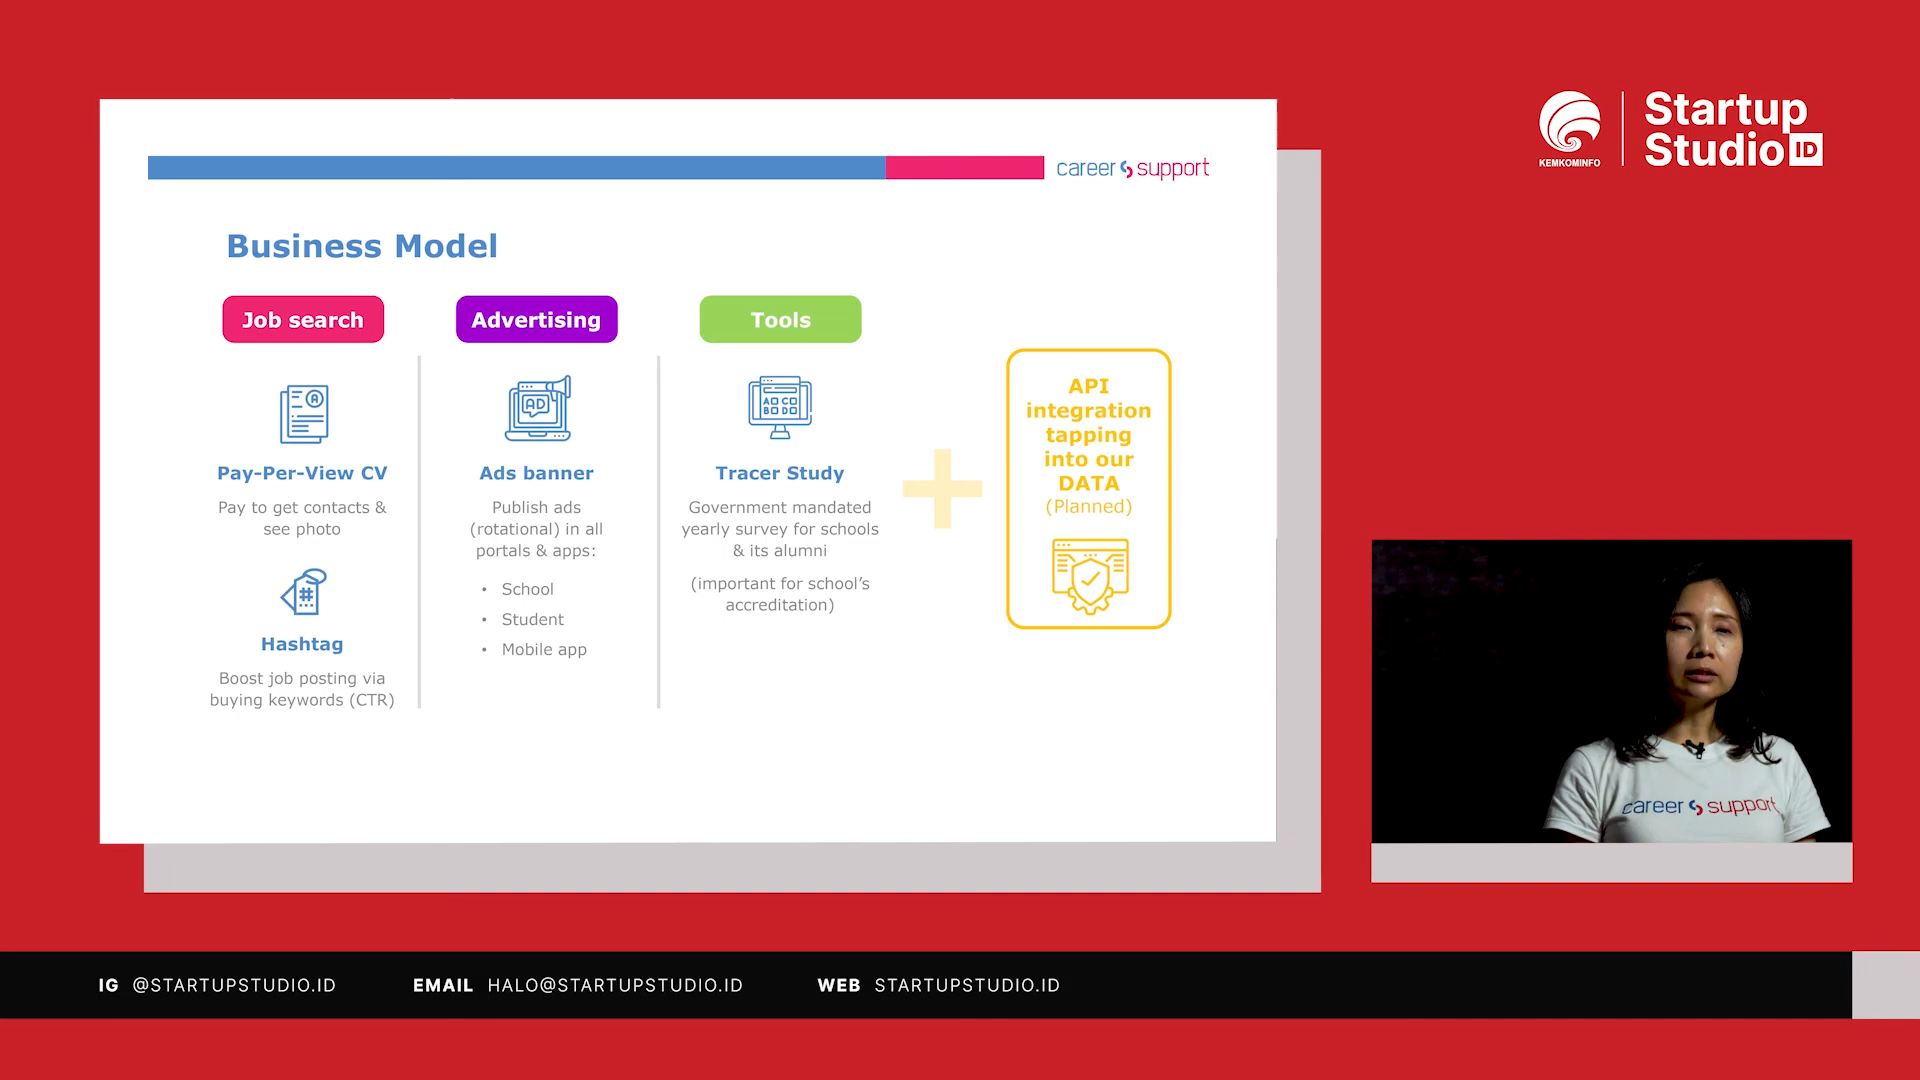 KEMKOMINFO
Startup
Studio ID
career support
Business Model
Job search
Pay-Per-View CV
Pay to get contacts &
see photo
Hashtag
Boost job posting via
buying keywords (CTR)
Advertising
AD
Ads banner
Publish ads
(rotational) in all
portals & apps:
• School
• Student
• Mobile app
Tools
Tracer Study
Government mandated
yearly survey for schools
& its alumni
(important for school’s
accreditation)
API
integration
tapping
into our
DATA
(Planned)
career support
IG @STARTUPSTUDIO.ID
EMAIL HALO@STARTUPSTUDIO.ID
WEB STARTUPSTUDIO.ID